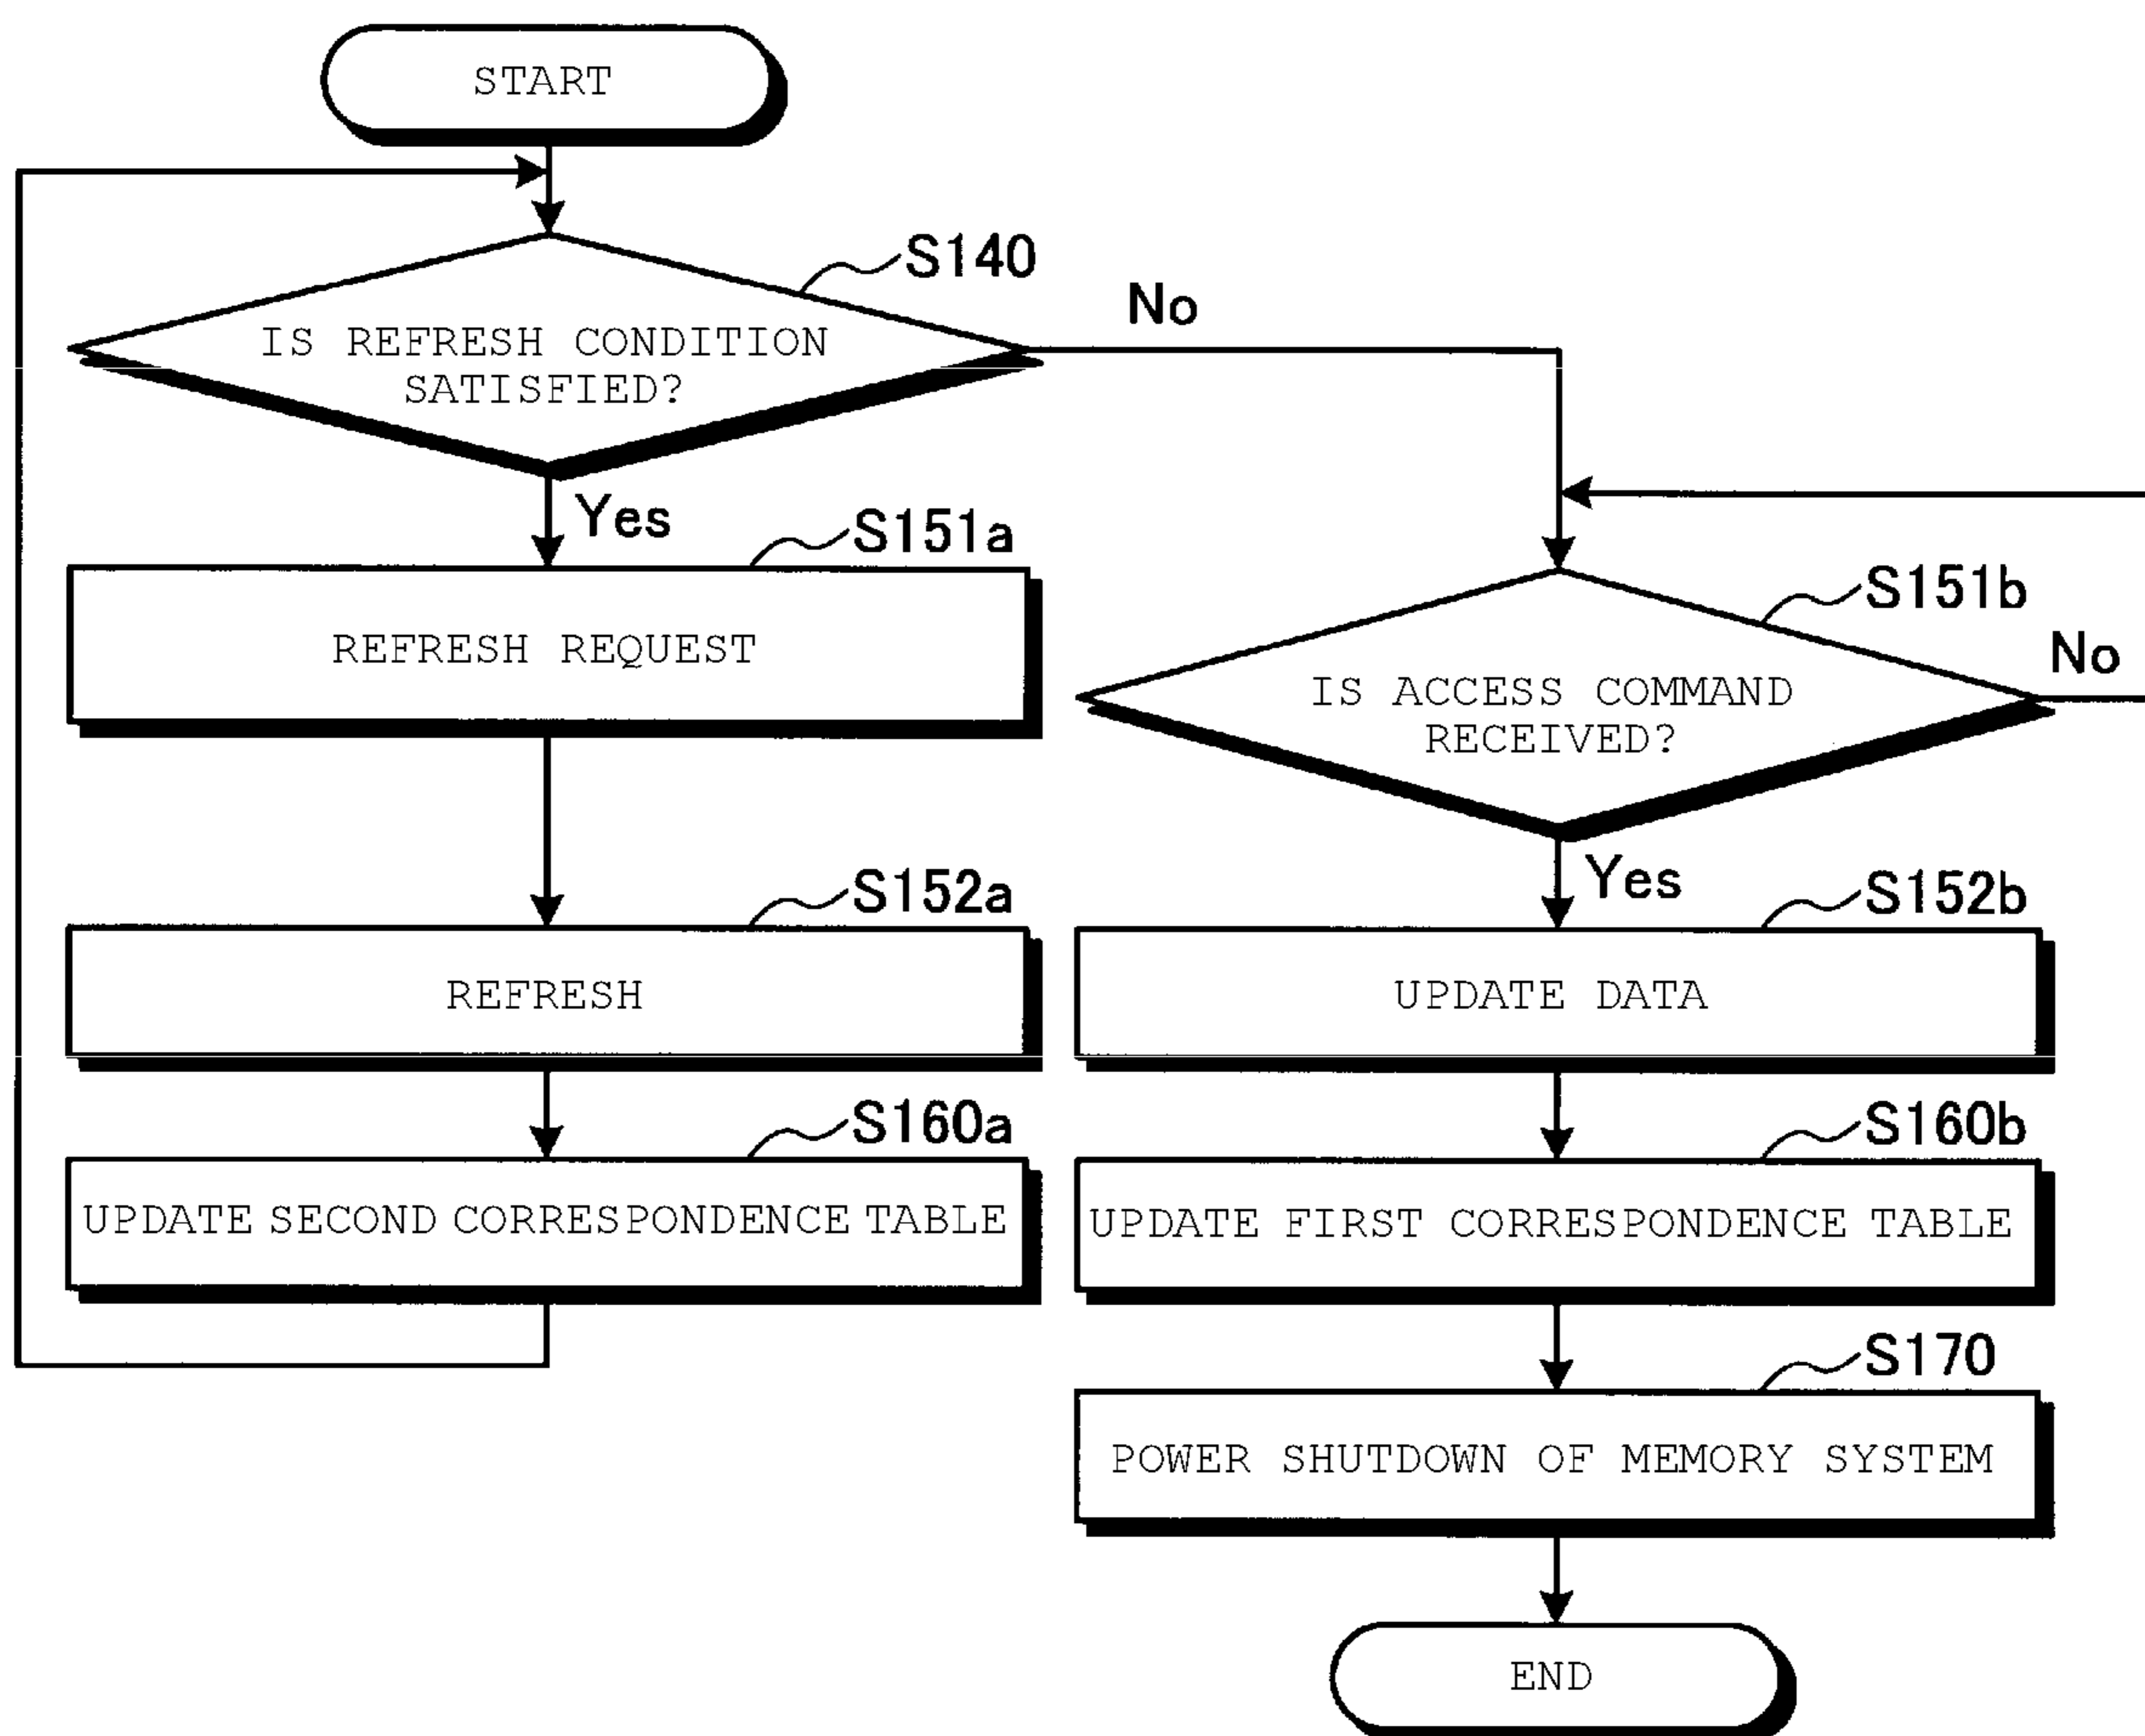 START
S140
No
IS REFRESH CONDITION
SATISFIED?
Yes
S151a
REFRESH REQUEST
S151b
No
IS ACCESS COMMAND
RECEIVED?
Yes
S152a
REFRESH
S152b
UPDATE DATA
S160a
UPDATE SECOND CORRESPONDENCE TABLE
S160b
UPDATE FIRST CORRESPONDENCE TABLE
S170
POWER SHUTDOWN OF MEMORY SYSTEM
END